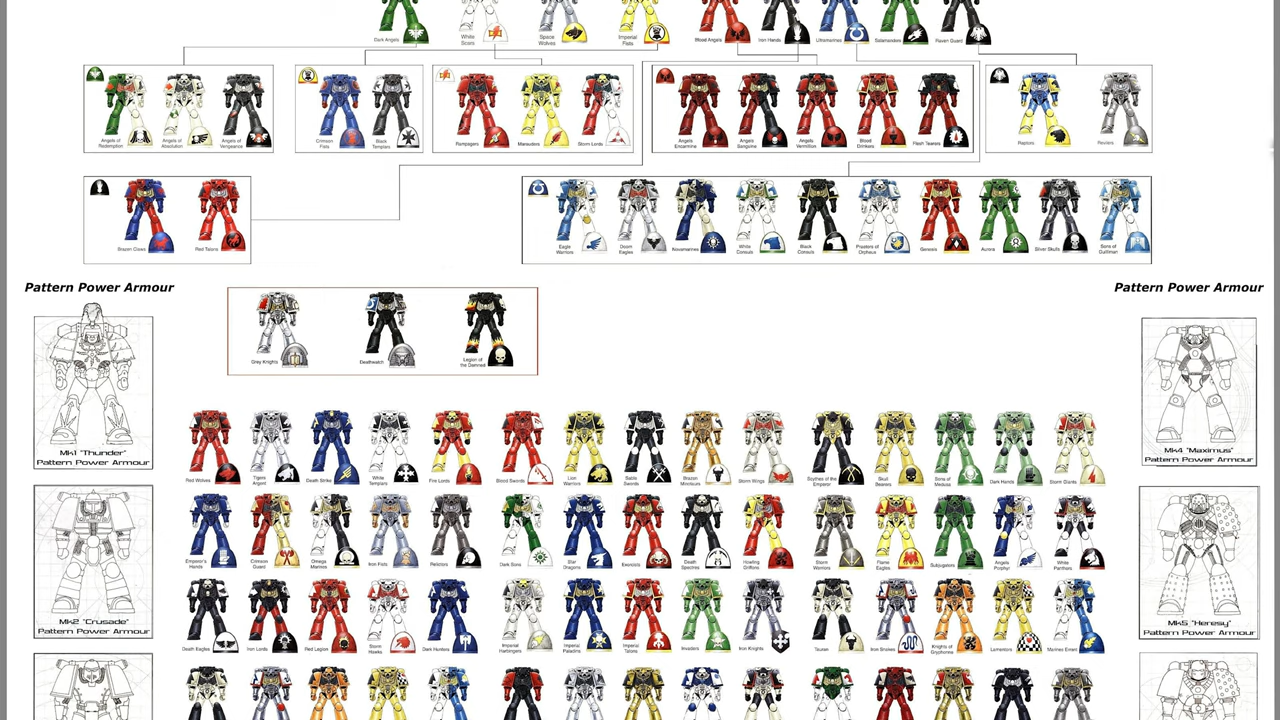 Dark Angels
White Scars
Space Wolves
Imperial Fists
Blood Angels
Iron Hands
Ultramarines
Salamanders
Raven Guard
Angels of Redemption
Angels of Absolution
Angels of Vengeance
Crimson Fists
Black Templars
Rampagers
Marauders
Storm Lords
Angels Encarmine
Angels Sanguine
Angels Vermillion
Blood Drinkers
Flesh Tearers
Raptors
Revilers
Brazen Claws
Red Talons
Eagle Warriors
Doom Eagles
Novamarines
White Consuls
Black Consuls
Praetors of Orpheus
Genesis
Aurora
Silver Skulls
Sons of Guilliman
Pattern Power Armour
Pattern Power Armour
Grey Knights
Deathwatch
Legion of the Damned
Mk1 "Thunder"
Pattern Power Armour
Mk4 "Maximus"
Pattern Power Armour
Red Wolves
Tigers Argent
Death Strike
White Templars
Fire Lords
Blood Swords
Lion Warriors
Battle Swords
Brazen Minotaurs
Storm Wings
Scythes of the Emperor
Skull Bearers
Sons of Medusa
Dark Hands
Storm Giants
Emperor's Hands
Crimson Guard
Omega Marines
Iron Fists
Relictors
Dark Sons
Star Dragons
Exorcists
Death Spectres
Howling Griffons
Storm Warriors
Flame Eagles
Subjugators
Angels Porphyr
White Panthers
Mk2 "Crusade"
Pattern Power Armour
Mk5 "Heresy"
Pattern Power Armour
Death Eagles
Iron Lords
Red Legion
Storm Hawks
Dark Hunters
Imperial Harbingers
Imperial Paladins
Imperial Talons
Invaders
Iron Knights
Tauran
Iron Snakes
Knights of Gryphonne
Lamenters
Marines Errant